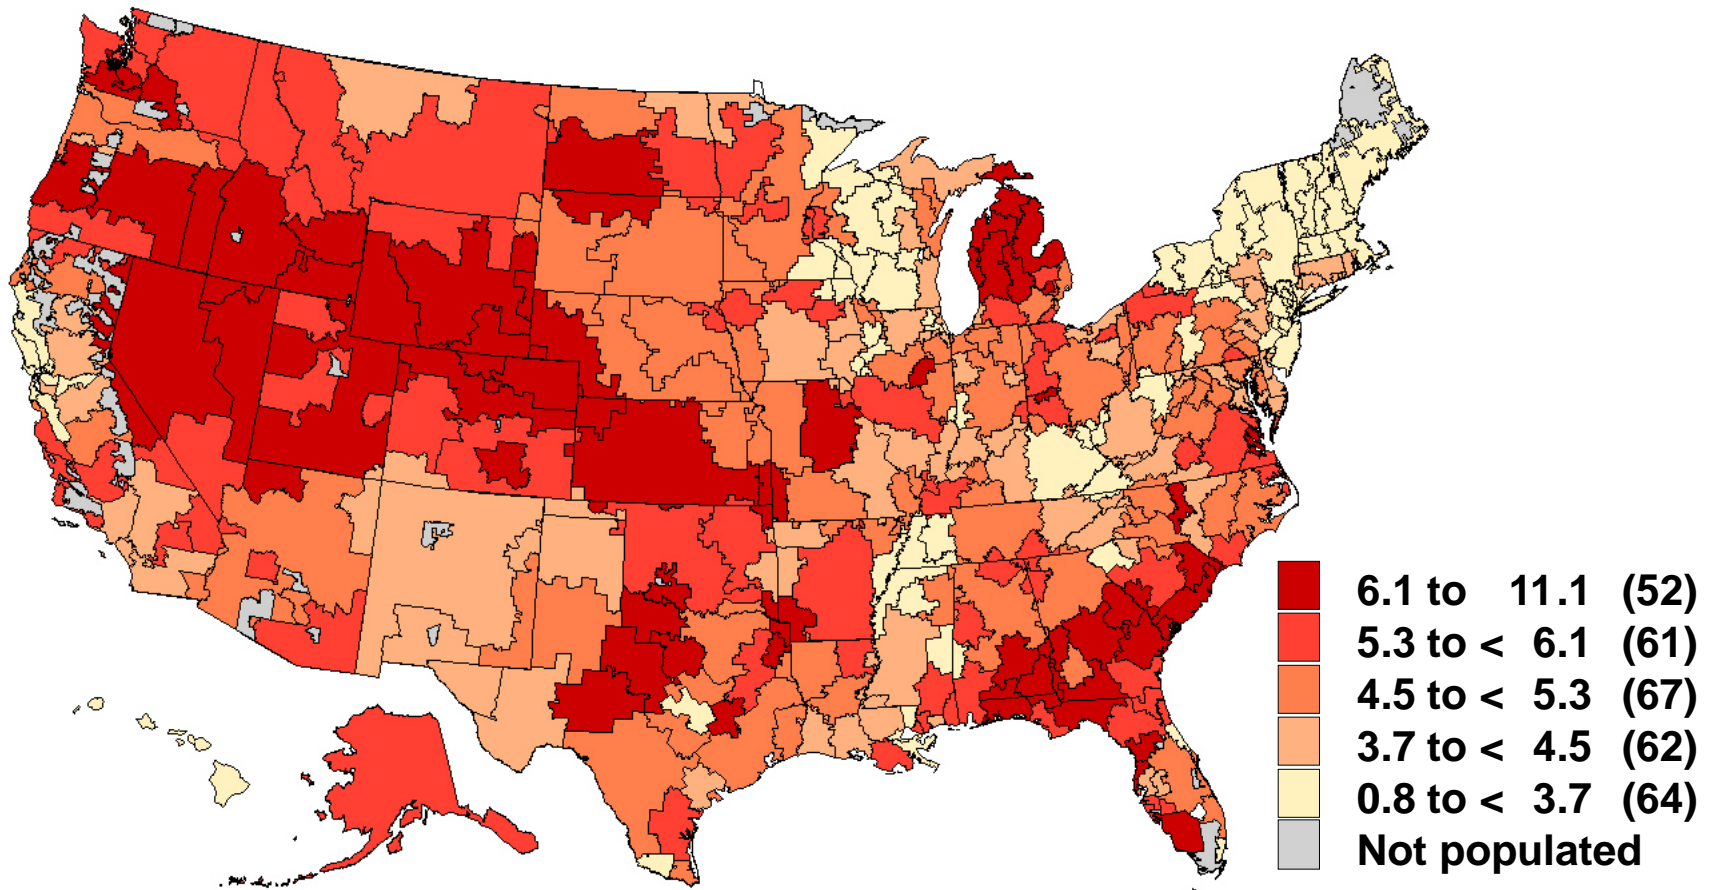 6.1 to 11.1 (52)
5.3 to < 6.1 (61)
4.5 to < 5.3 (67)
3.7 to < 4.5 (62)
0.8 to < 3.7 (64)
Not populated